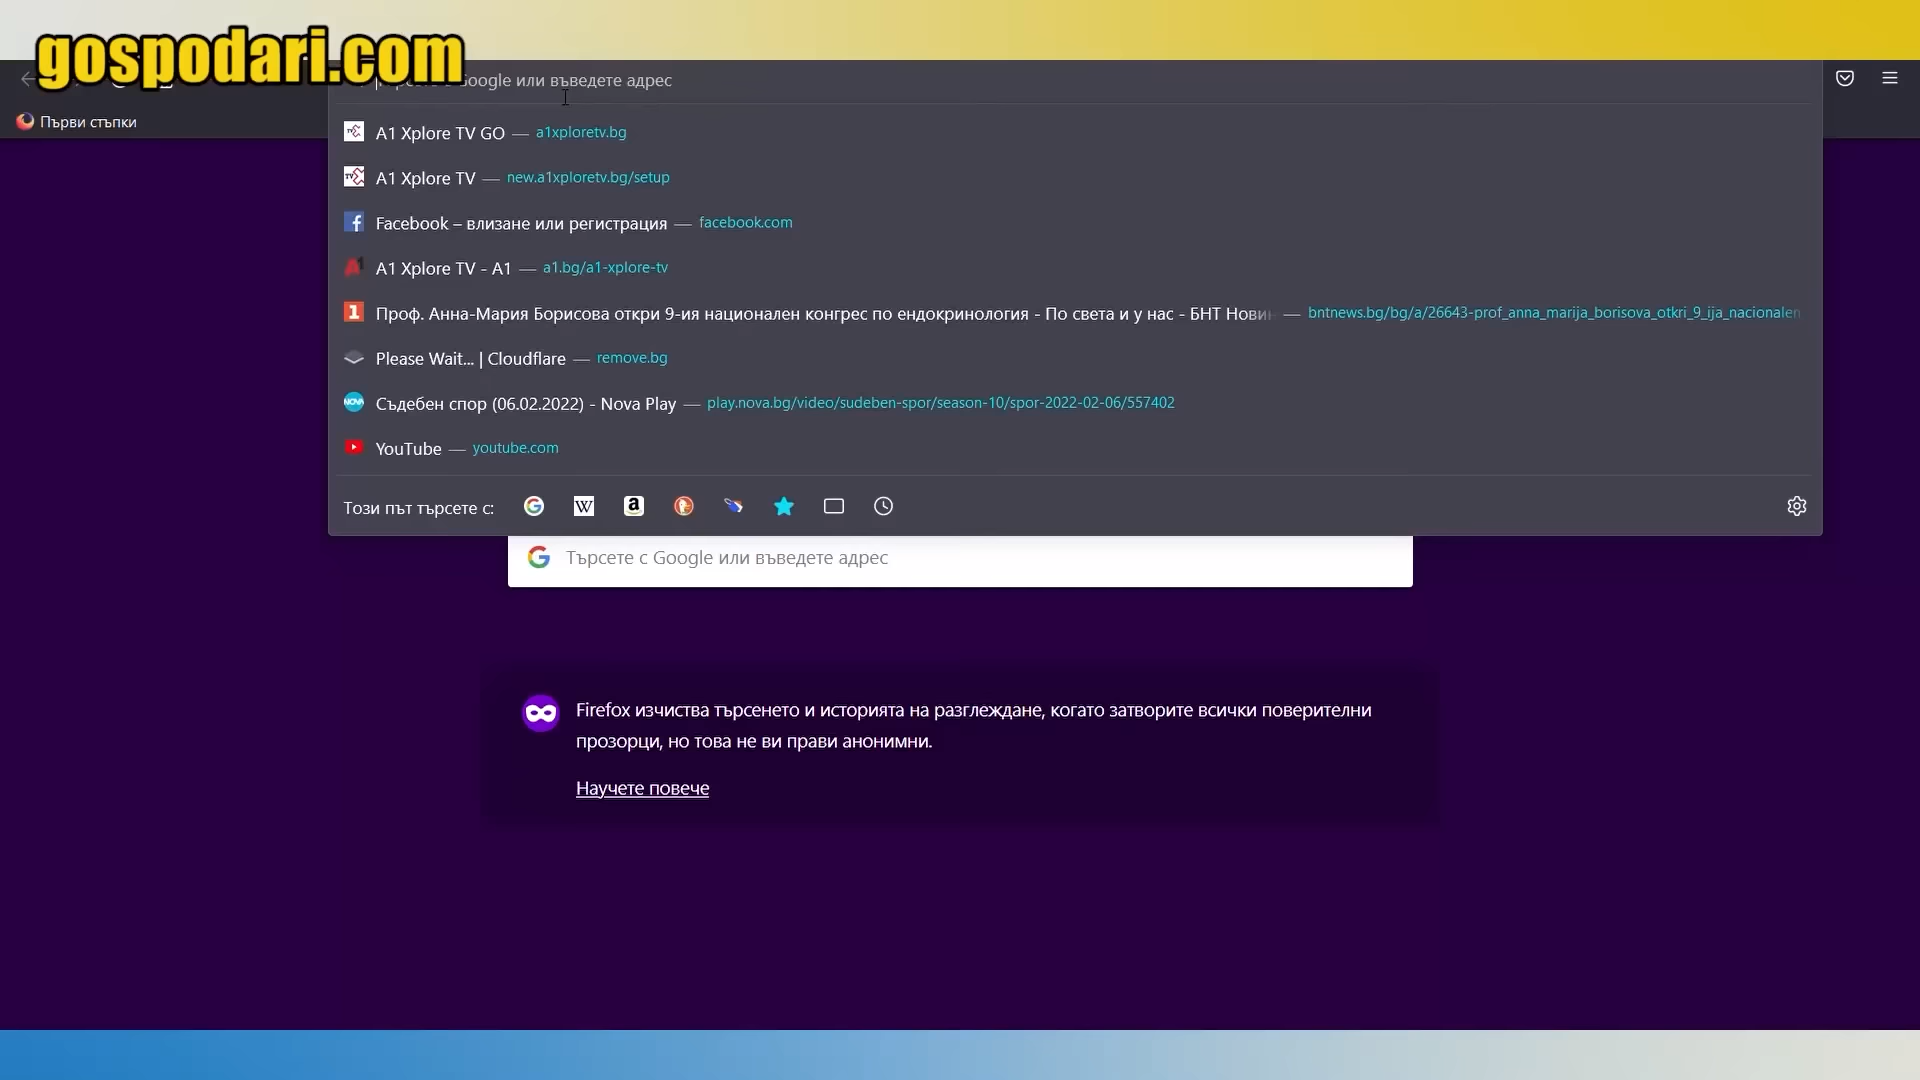 gospodari.com
Google или въведете адрес
Първи стъпки
A1 Xplore TV GO — a1xploretv.bg
A1 Xplore TV — new.a1xploretv.bg/setup
Facebook – влизане или регистрация — facebook.com
A1 Xplore TV - A1 — a1.bg/a1-xplore-tv
Проф. Анна-Мария Борисова откри 9-ия национален конгрес по ендокринология - По света и у нас - БНТ Новин — bntnews.bg/bg/a/26643-prof_anna_marija_borisova_otkri_9_ija_nacionalen
Please Wait... | Cloudflare — remove.bg
Съдебен спор (06.02.2022) - Nova Play — play.nova.bg/video/sudeben-spor/season-10/spor-2022-02-06/557402
YouTube — youtube.com
Този път търсете с:
Търсете с Google или въведете адрес
Firefox изчиства търсенето и историята на разглеждане, когато затворите всички поверителни
прозорци, но това не ви прави анонимни.
Научете повече